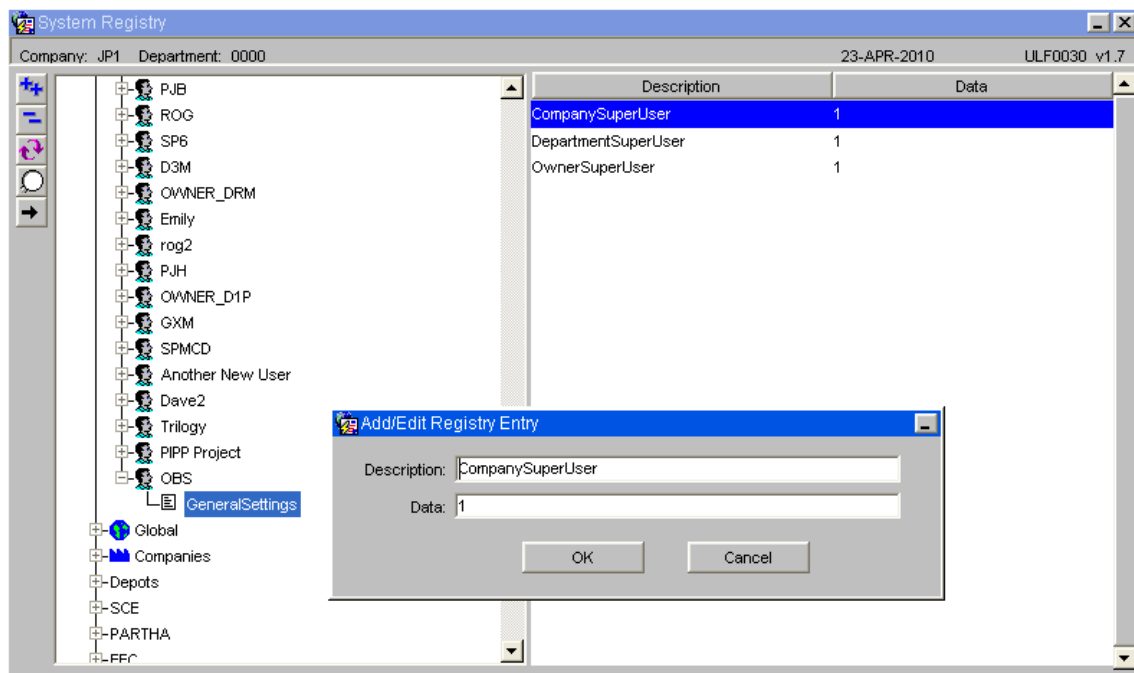 System Registry
Company: JP1 Department: 0000 23-APR-2010 ULF0030 v1.7
PJB
ROG
SP6
D3M
OWNER_DRM
Emily
rog2
PJH
OWNER_D1P
GXM
SPMCD
Another New User
Dave2
Trilogy
PIPP Project
OBS
GeneralSettings
Global
Companies
Depots
SCE
PARTHA
Description Data
CompanySuperUser 1
DepartmentSuperUser 1
OwnerSuperUser 1
Add/Edit Registry Entry
Description: CompanySuperUser
Data: 1
OK Cancel